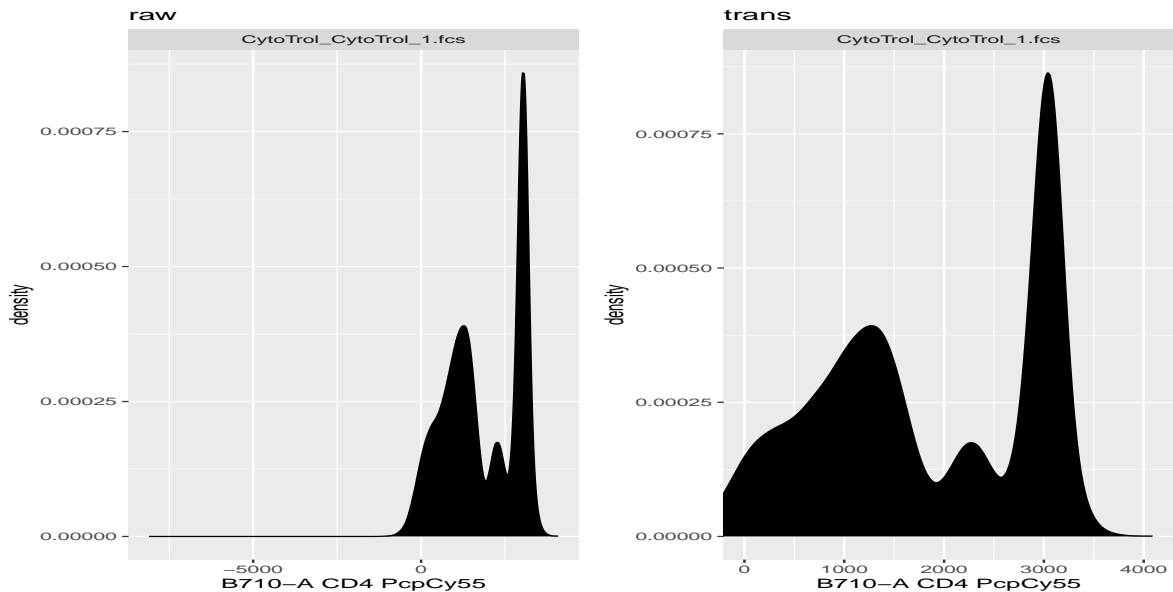 raw
CytoTrol_CytoTrol_1.fcs
0.00075
0.00050
0.00025
0.00000
density
−5000
0
B710−A CD4 PcpCy55
trans
CytoTrol_CytoTrol_1.fcs
0.00075
0.00050
0.00025
0.00000
density
0
1000
2000
3000
4000
B710−A CD4 PcpCy55